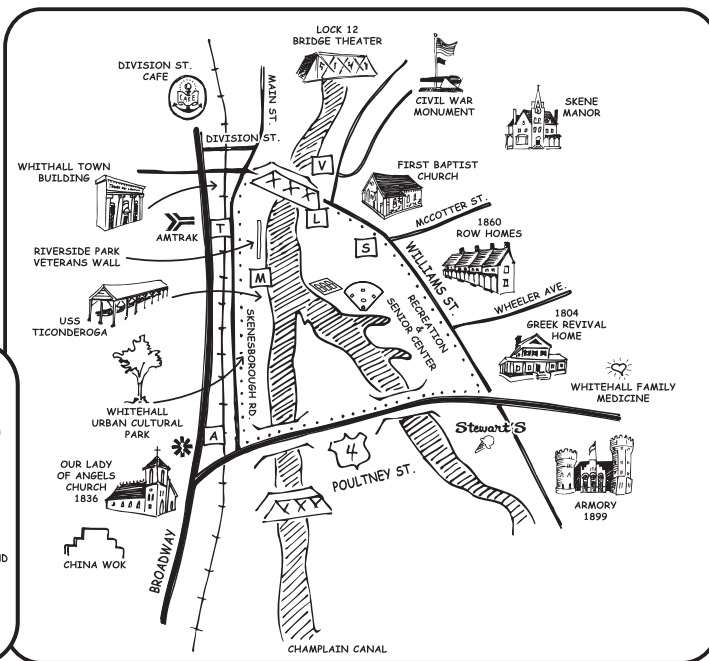 LOCK 12
BRIDGE THEATER
DIVISION ST.
CAFE
CAFE
MAIN ST.
CIVIL WAR
MONUMENT
SKENE
MANOR
DIVISION ST.
V
WHITHALL TOWN
BUILDING
FIRST BAPTIST
CHURCH
MCCOTTER ST.
AMTRAK
T
L
S
1860
ROW HOMES
RIVERSIDE PARK
VETERANS WALL
M
WILLIAMS ST.
WHEELER AVE.
USS
TICONDEROGA
SKENESBOROUGH RD.
RECREATION
SENIOR CENTER
1804
GREEK REVIVAL
HOME
WHITEHALL FAMILY
MEDICINE
WHITEHALL
URBAN CULTURAL
PARK
A
Stewart'S
4
POULTNEY ST.
OUR LADY
OF ANGELS
CHURCH
1836
ARMORY
1899
CHINA WOK
BROADWAY
CHAMPLAIN CANAL